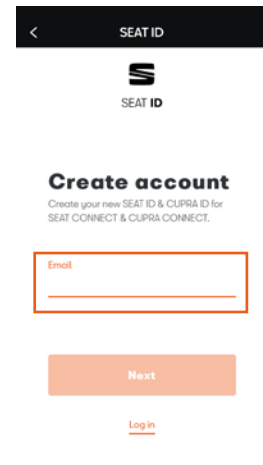 SEAT ID
SEAT ID
Create account
Create your new SEAT ID & CUPRA ID for
SEAT CONNECT & CUPRA CONNECT.
Email
Next
Log in